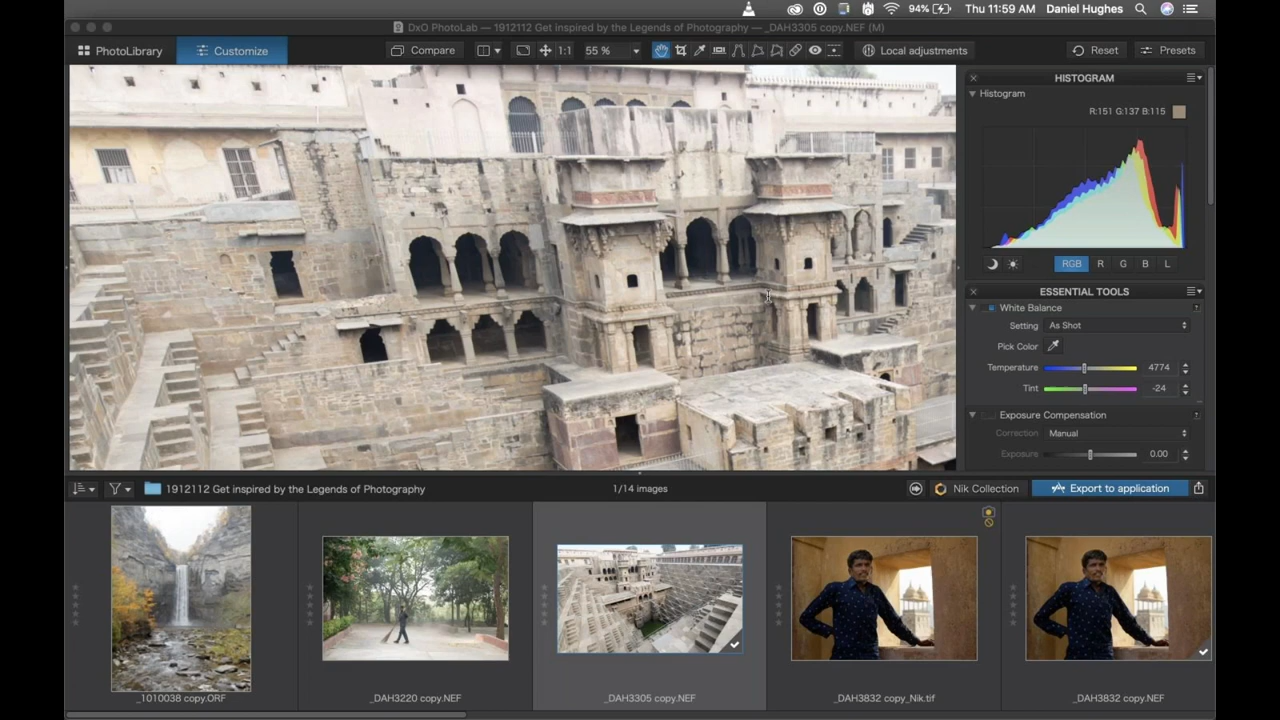 94% Thu 11:59 AM Daniel Hughes
DxO PhotoLab — 1912112 Get inspired by the Legends of Photography — _DAH3305 copy.NEF (M)
PhotoLibrary Customize Compare 1:1 55 % Local adjustments Reset Presets
HISTOGRAM
Histogram
R:151 G:137 B:115
RGB R G B L
ESSENTIAL TOOLS
White Balance ?
Setting As Shot
Pick Color
Temperature 4774
Tint -24
Exposure Compensation ?
Correction Manual
Exposure 0.00
1912112 Get inspired by the Legends of Photography 1/14 images Nik Collection Export to application
_1010038 copy.ORF _DAH3220 copy.NEF _DAH3305 copy.NEF _DAH3832 copy_Nik.tif _DAH3832 copy.NEF